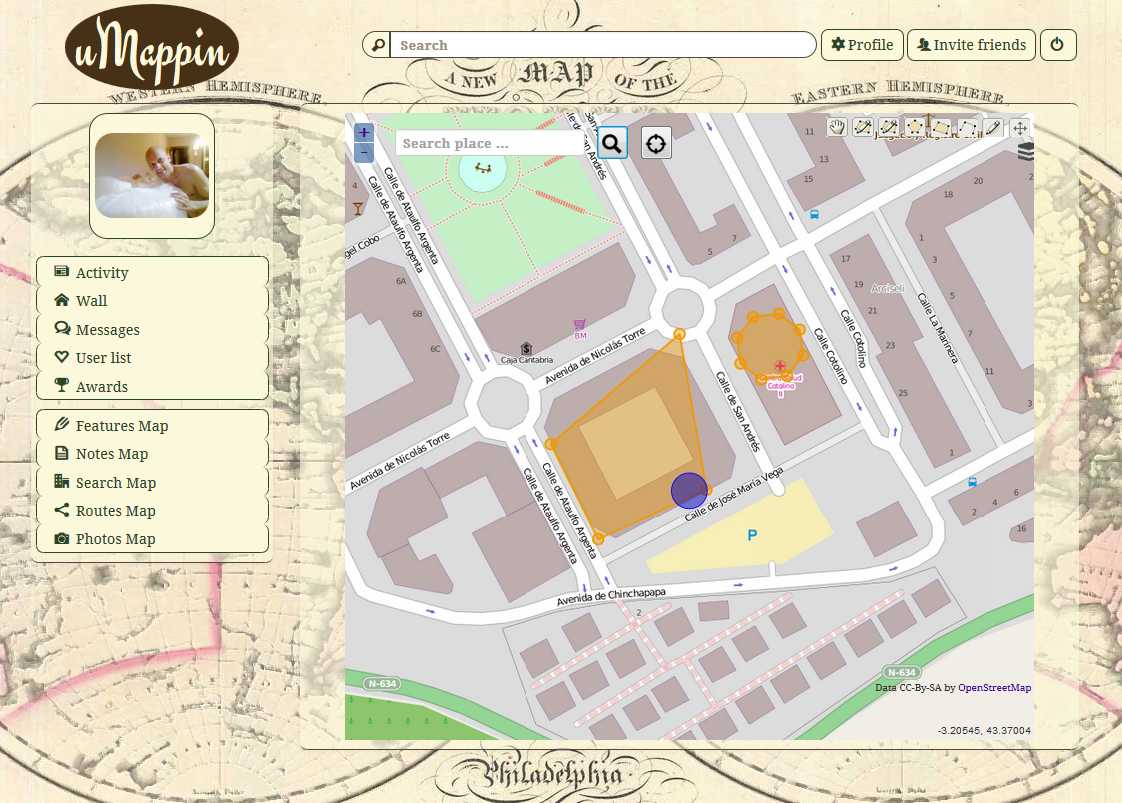 uMappin
Search
Profile
Invite friends
A NEW MAP OF THE
WESTERN HEMISPHERE
EASTERN HEMISPHERE
Activity
Wall
Messages
User list
Awards
Features Map
Notes Map
Search Map
Routes Map
Photos Map
+
-
Search place ...
Calle de San Andrés
11
13
15
5
7
18
20
2
1
3
5
7
11
3
17
19
21
23
25
1
2
4
6
16
4
Calle de Ataulfo Argenta
Calle de Ataulfo Argenta
gel Cobo
6A
6B
6C
BM
Caja Cantabria
Avenida de Nicolás Torre
Avenida de Nicolás Torre
Calle de San Andrés
Calle Cotolino
Calle Cotolino
Calle La Marinera
Cotolino
II
Calle de José María Vega
Calle de Ataulfo Argenta
Calle de Ataulfo Argenta
P
Avenida de Chinchapapa
2
N-634
N-634
Data CC-By-SA by OpenStreetMap
-3.20545, 43.37004
Philadelphia